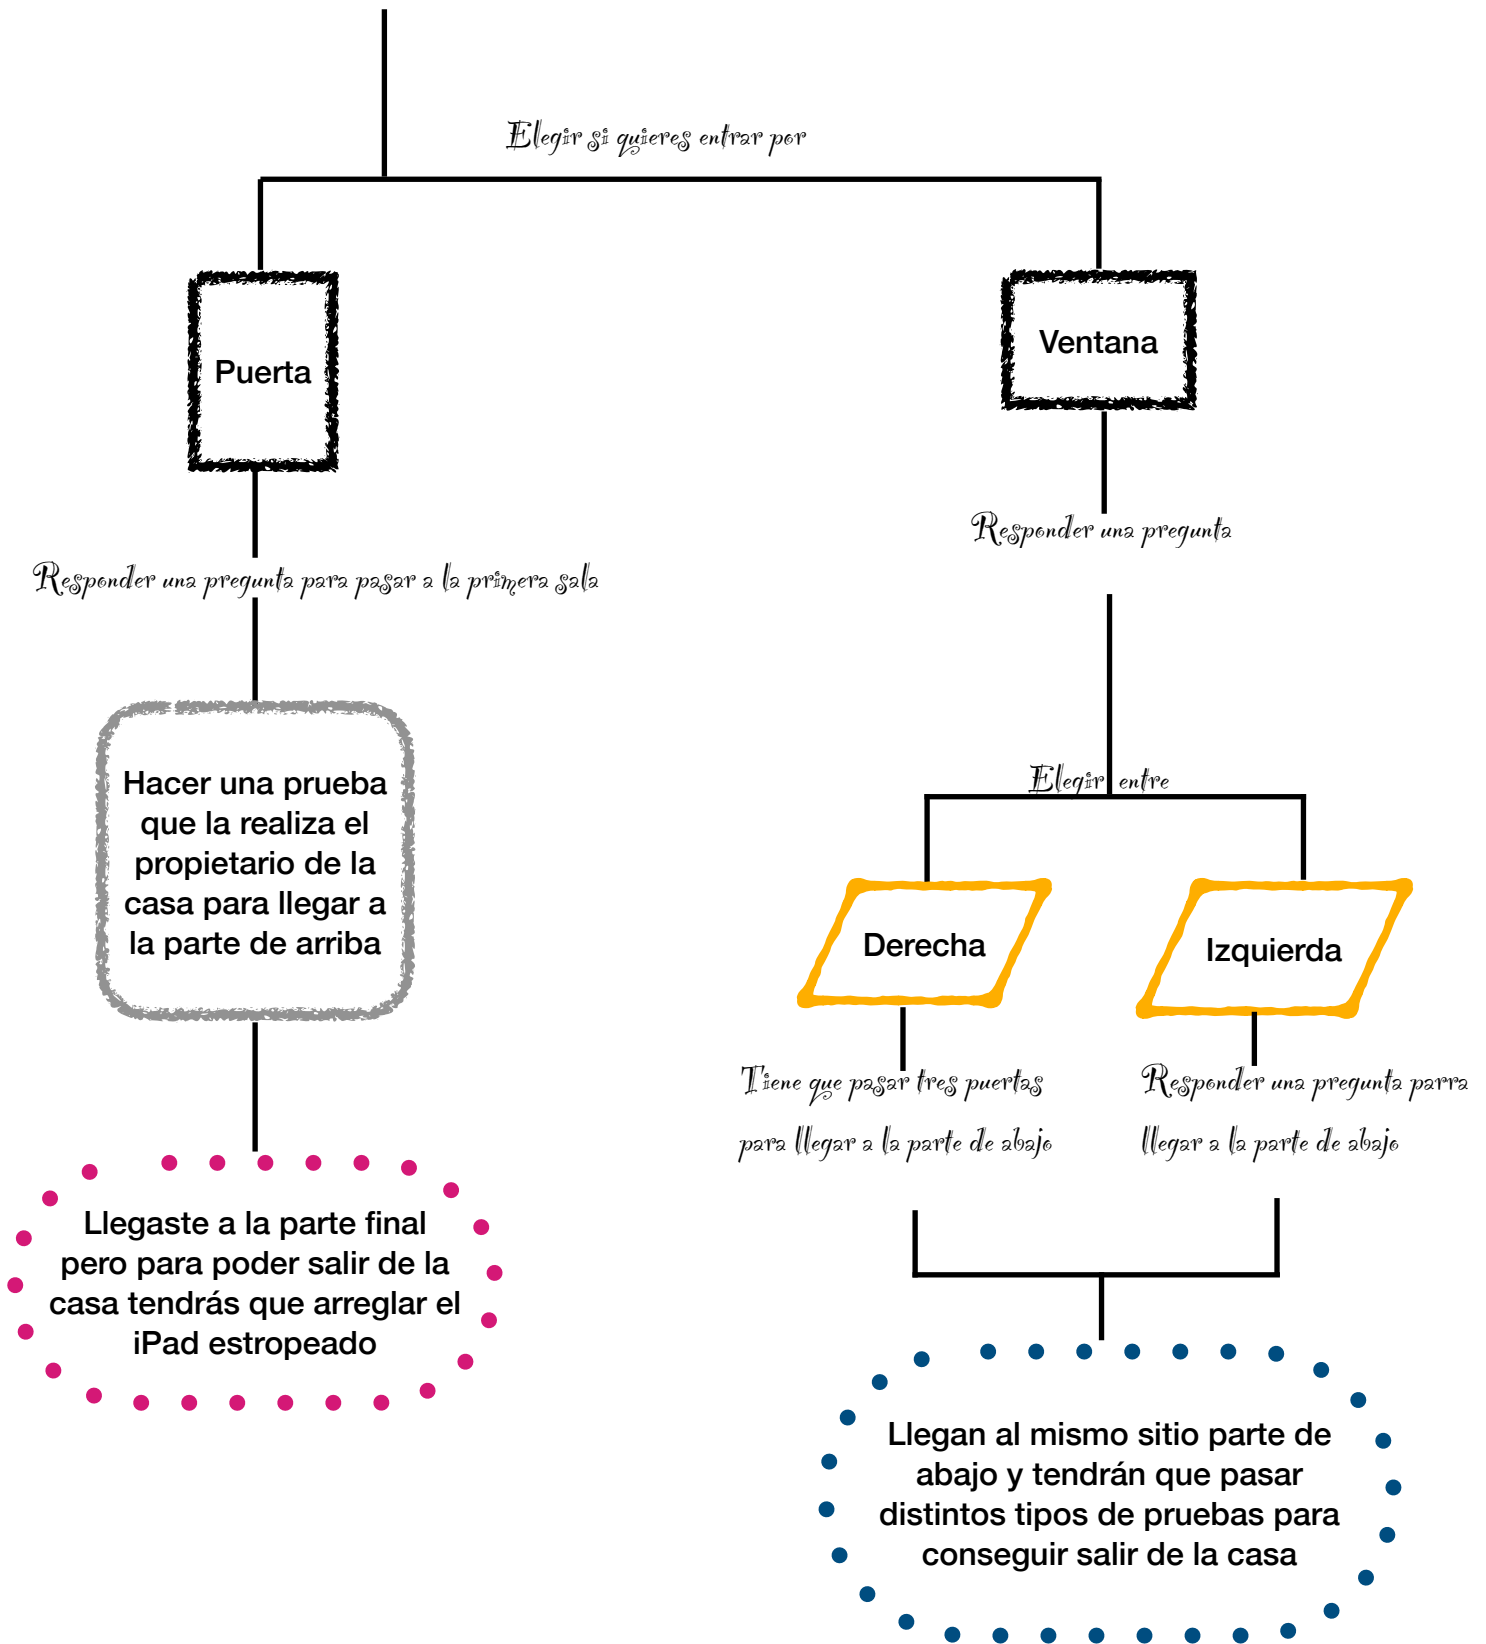 Elegir si quieres entrar por
Puerta
Ventana
Responder una pregunta
Responder una pregunta para pasar a la primera sala
Hacer una prueba
que la realiza el
propietario de la
casa para llegar a
la parte de arriba
Elegir entre
Derecha
Izquierda
Tiene que pasar tres puertas
para llegar a la parte de abajo
Responder una pregunta parra
llegar a la parte de abajo
Llegaste a la parte final
pero para poder salir de la
casa tendrás que arreglar el
iPad estropeado
Llegan al mismo sitio parte de
abajo y tendrán que pasar
distintos tipos de pruebas para
conseguir salir de la casa